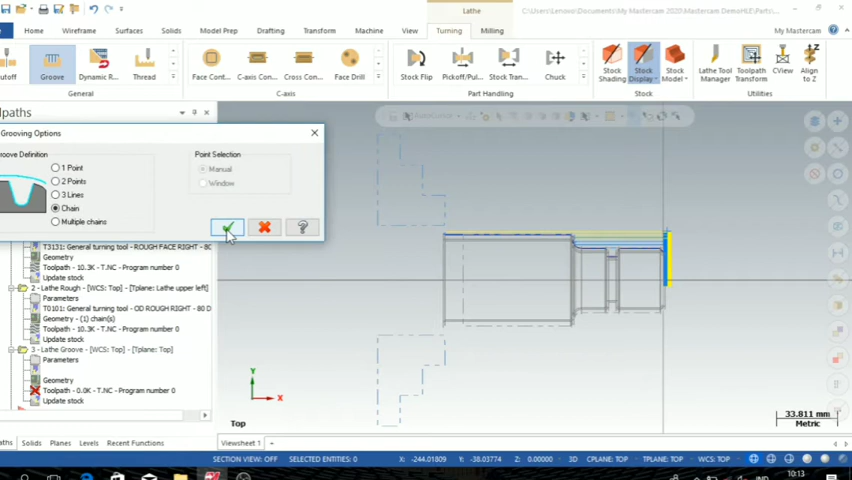 Lathe
C:\Users\Lenovo\Documents\My Mastercam 2020\Mastercam Demo\HLE\Parts\
Home Wireframe Surfaces Solids Model Prep Drafting Transform Machine View Turning Milling My Mastercam
Cutoff Groove Dynamic R... Thread Face Cont... C-axis Con... Cross Con... Face Drill Stock Flip Pickoff/Pul... Stock Tran... Chuck Stock Shading Stock Display Stock Model Lathe Tool Manager Toolpath Transform CView Align to Z
General C-axis Part Handling Stock Utilities
lpaths
AutoCursor
Grooving Options
Groove Definition
Point Selection
1 Point
2 Points
3 Lines
Chain
Multiple chains
Manual
Window
T3131: General turning tool - ROUGH FACE RIGHT - 80
Geometry
Toolpath - 10.3K - T.NC - Program number 0
Update stock
2 - Lathe Rough - [WCS: Top] - [Tplane: Lathe upper left]
Parameters
T0101: General turning tool - OD ROUGH RIGHT - 80 D
Geometry - (1) chain(s)
Toolpath - 10.3K - T.NC - Program number 0
Update stock
3 - Lathe Groove - [WCS: Top] - [Tplane: Top]
Parameters
Geometry
Toolpath - 0.0K - T.NC - Program number 0
Update stock
Y
X
Top
33.811 mm
Metric
paths Solids Planes Levels Recent Functions
Viewsheet 1 +
SECTION VIEW: OFF SELECTED ENTITIES: 0 X: -244.01809 Y: -38.03774 Z: 0.00000 3D CPLANE: TOP TPLANE: TOP WCS: TOP
IND
10:13